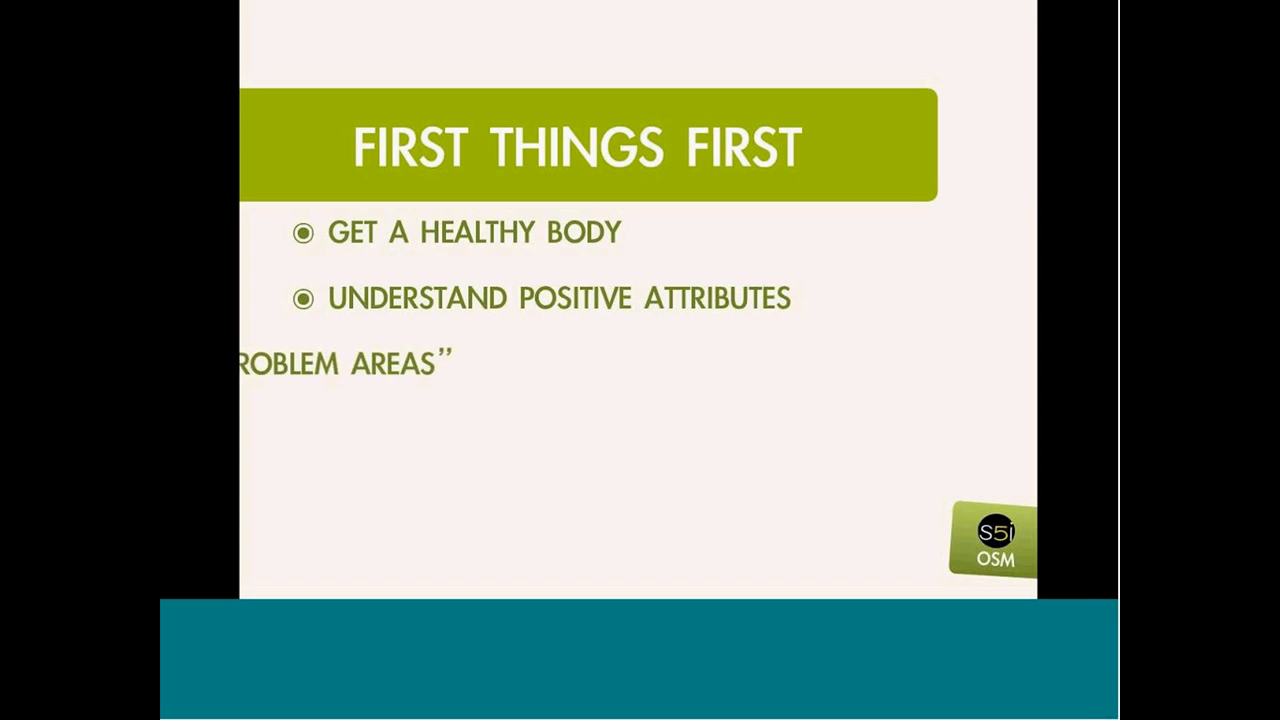 FIRST THINGS FIRST
GET A HEALTHY BODY
UNDERSTAND POSITIVE ATTRIBUTES
ROBLEM AREAS”
S5i
OSM